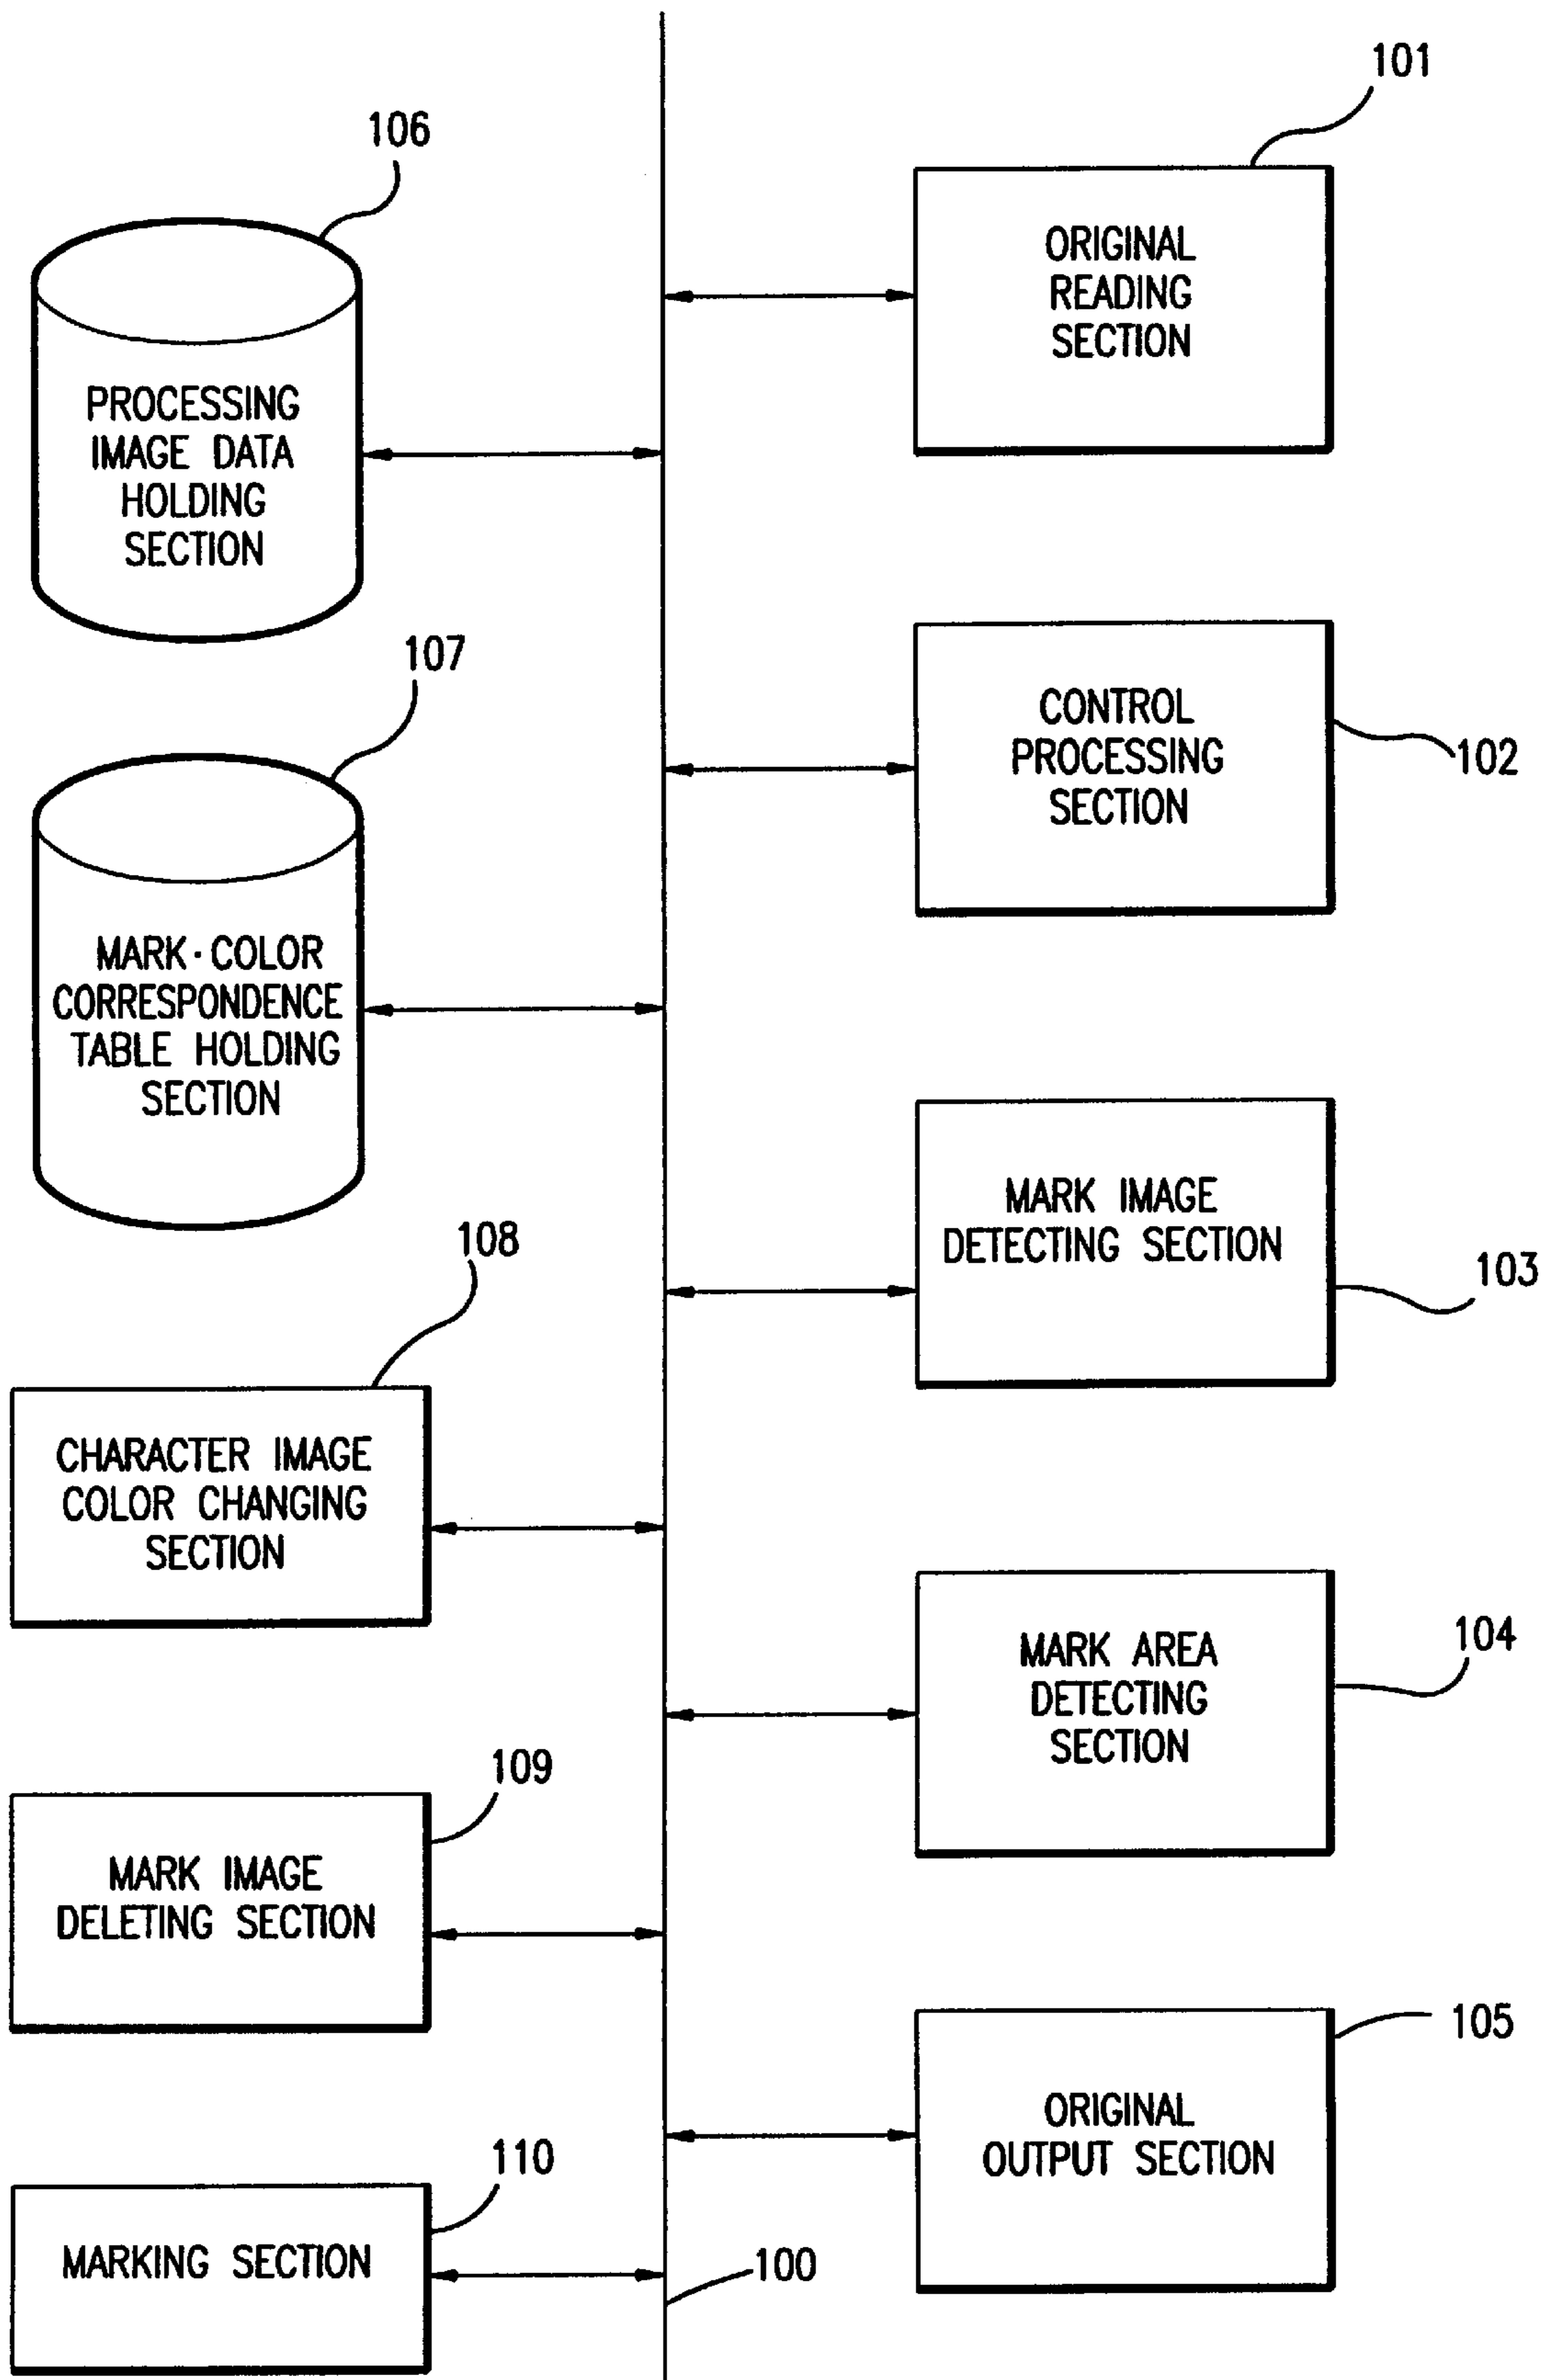 101
106
ORIGINAL
READING
SECTION
PROCESSING
IMAGE DATA
HOLDING
SECTION
107
CONTROL
PROCESSING
SECTION
102
MARK·COLOR
CORRESPONDENCE
TABLE HOLDING
SECTION
MARK IMAGE
DETECTING SECTION
103
108
CHARACTER IMAGE
COLOR CHANGING
SECTION
MARK AREA
DETECTING
SECTION
104
109
MARK IMAGE
DELETING SECTION
105
ORIGINAL
OUTPUT SECTION
110
MARKING SECTION
100